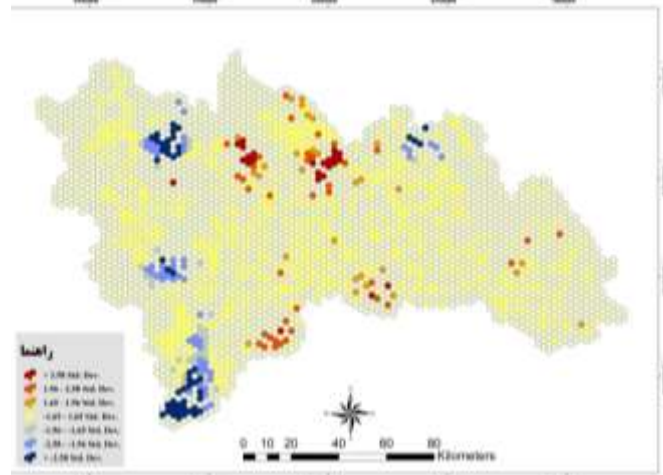 راهنما
> 2.58 Std. Dev.
1.96 - 2.58 Std. Dev.
1.65 - 1.96 Std. Dev.
-1.65 - 1.65 Std. Dev.
-1.96 - -1.65 Std. Dev.
-2.58 - -1.96 Std. Dev.
> -2.58 Std. Dev.
0 10 20 40 60 80
Kilometers